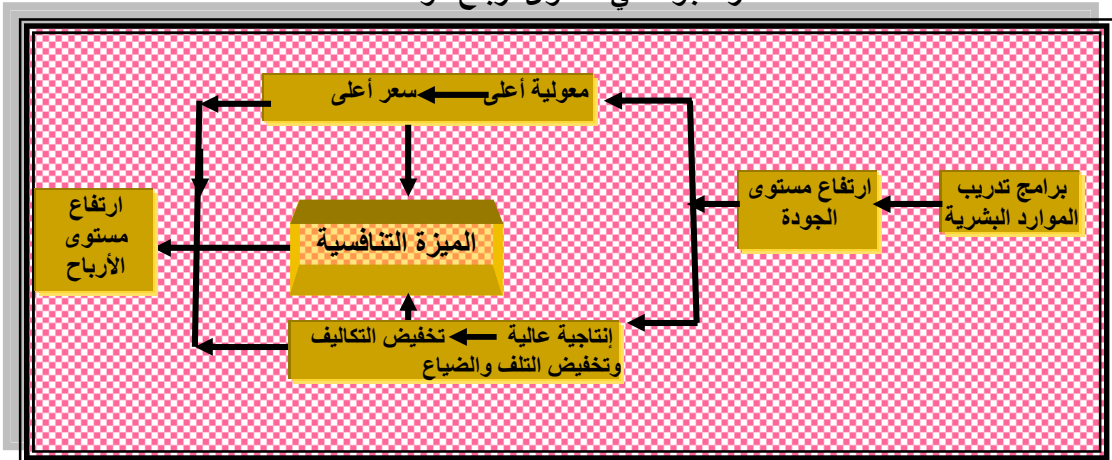 برامج تدريب
الموارد البشرية
ارتفاع مستوى
الجودة
معولية أعلى سعر أعلى
الميزة التنافسية
إنتاجية عالية تخفيض التكاليف
وتخفيض التلف والضياع
ارتفاع
مستوى
الأرباح